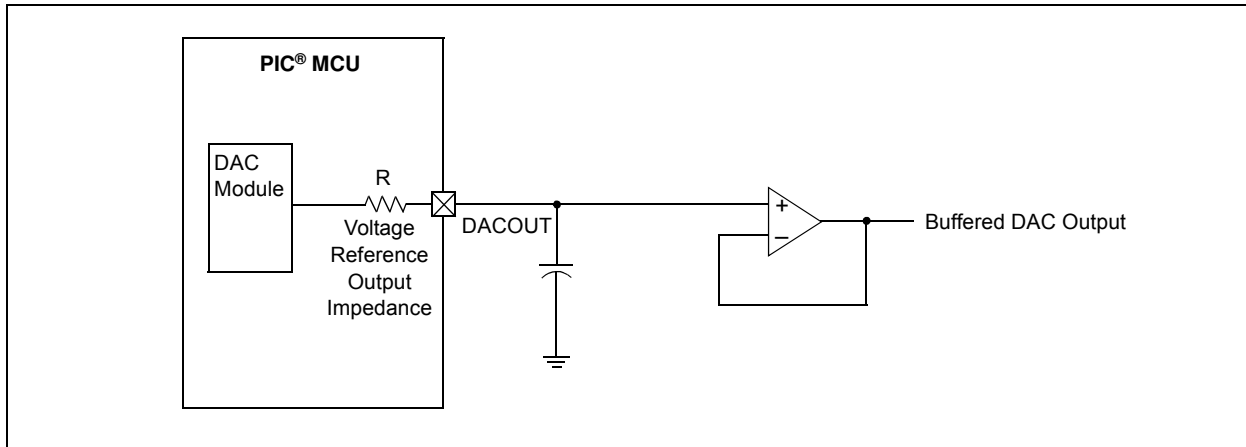 PIC® MCU
DAC
Module
R
Voltage
Reference
Output
Impedance
DACOUT
+
–
Buffered DAC Output